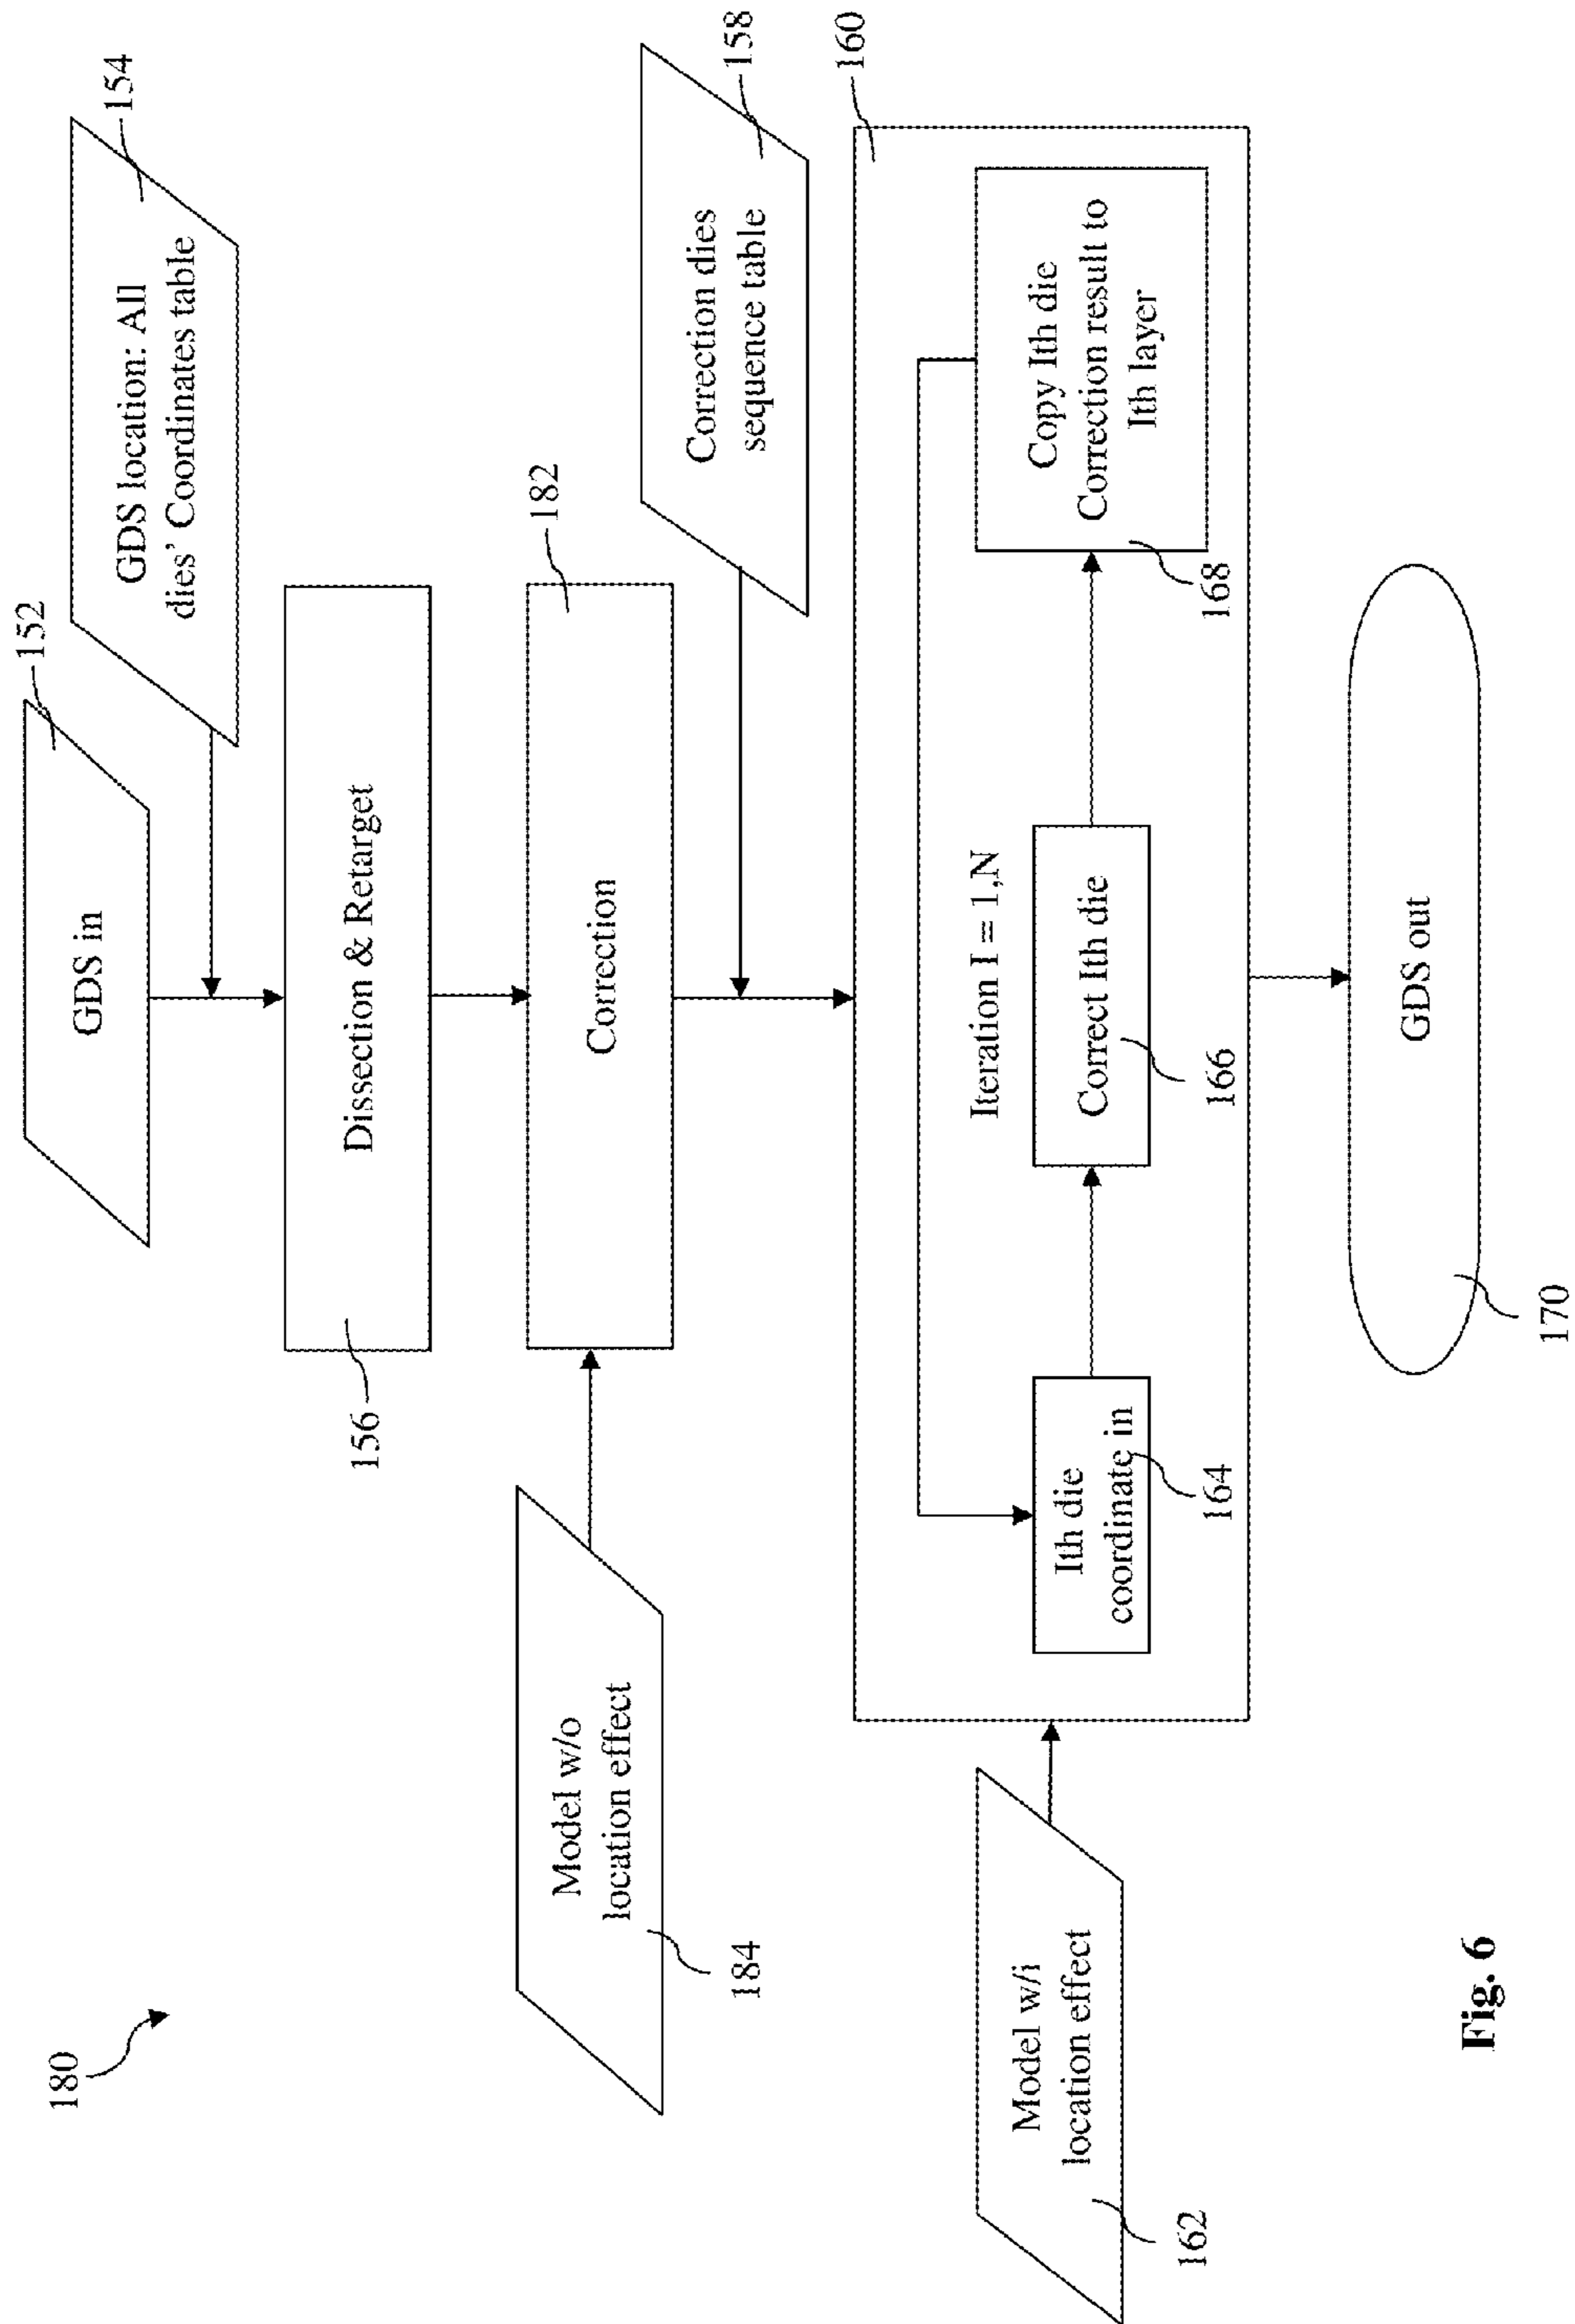 180
152
GDS in
154
GDS location: All
dies' Coordinates table
156
Dissection & Retarget
182
Correction
Model w/o
location effect
184
158
Correction dies
sequence table
160
Iteration I = 1,N
Model w/i
location effect
162
Ith die
coordinate in
164
Correct Ith die
166
Copy Ith die
Correction result to
Ith layer
168
GDS out
170
Fig. 6